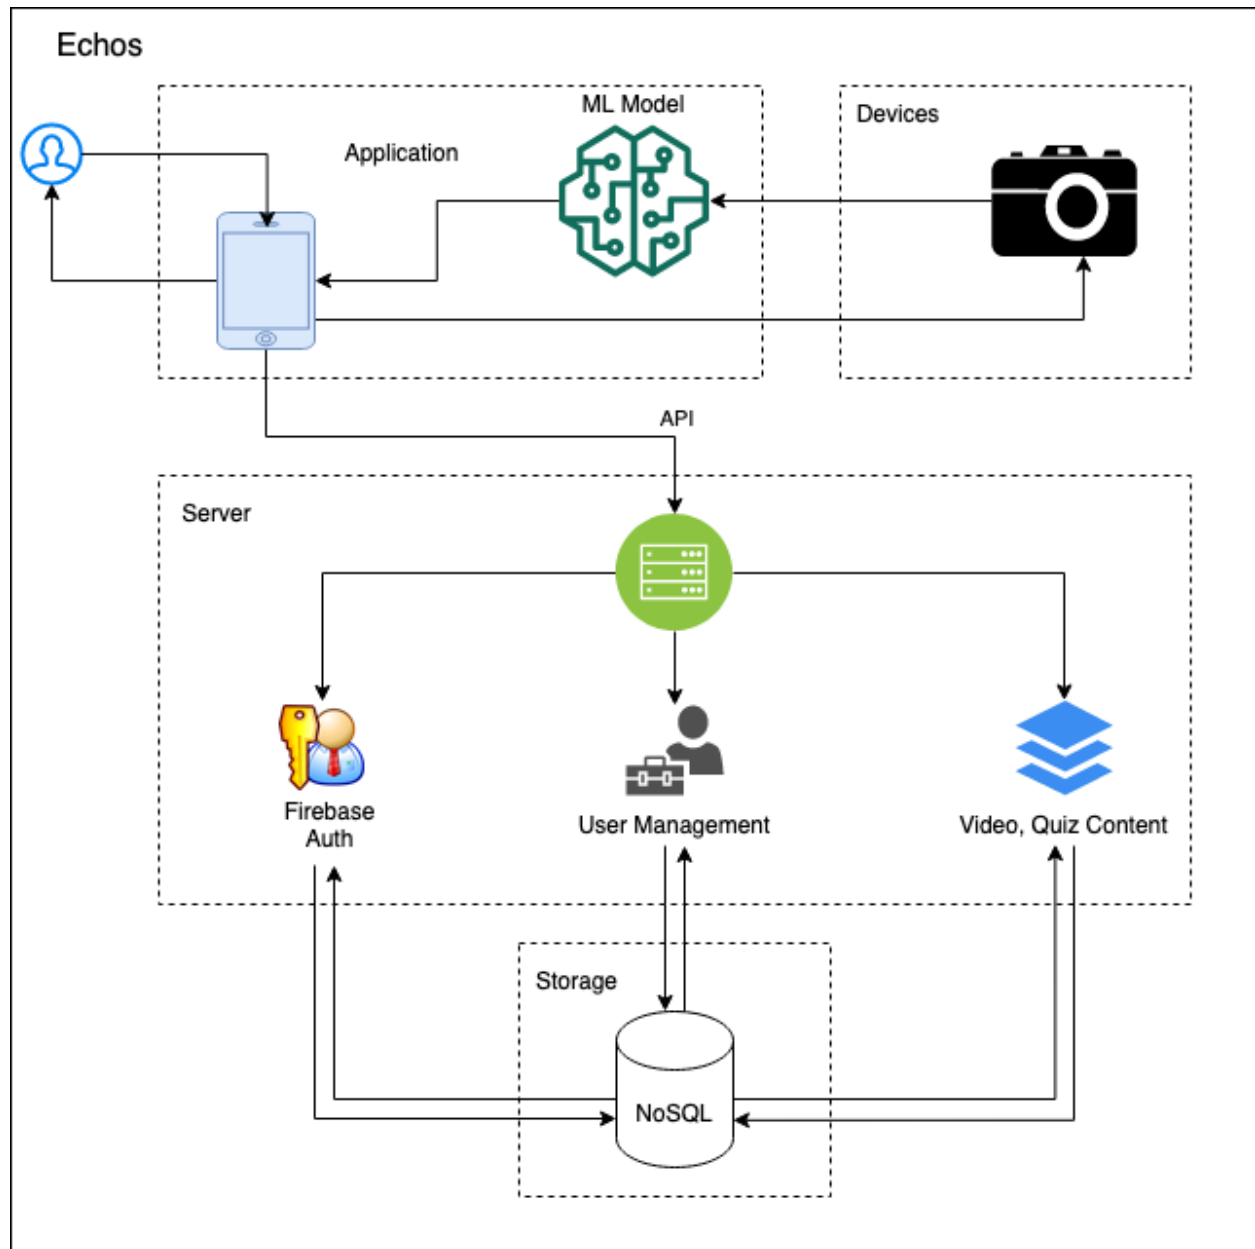 Echos
ML Model
Application
Devices
API
Server
Firebase
Auth
User Management
Video, Quiz Content
Storage
NoSQL